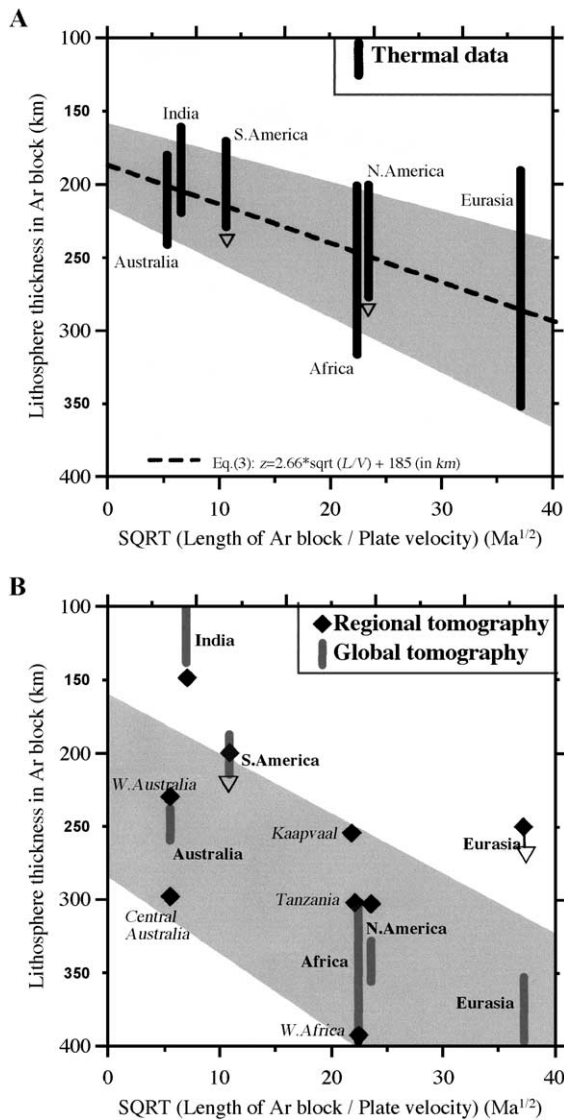 A
Thermal data
100
150
200
250
300
350
400
Lithosphere thickness in Ar block (km)
India
S.America
N.America
Eurasia
Australia
Africa
Eq.(3): z=2.66*sqrt (L/V) + 185 (in km)
0 10 20 30 40
SQRT (Length of Ar block / Plate velocity) (Ma1/2)
B
Regional tomography
Global tomography
100
150
200
250
300
350
400
Lithosphere thickness in Ar block (km)
India
S.America
W.Australia
Australia
Kaapvaal
Eurasia
Central
Australia
Tanzania
N.America
Africa
Eurasia
W.Africa
0 10 20 30 40
SQRT (Length of Ar block / Plate velocity) (Ma1/2)